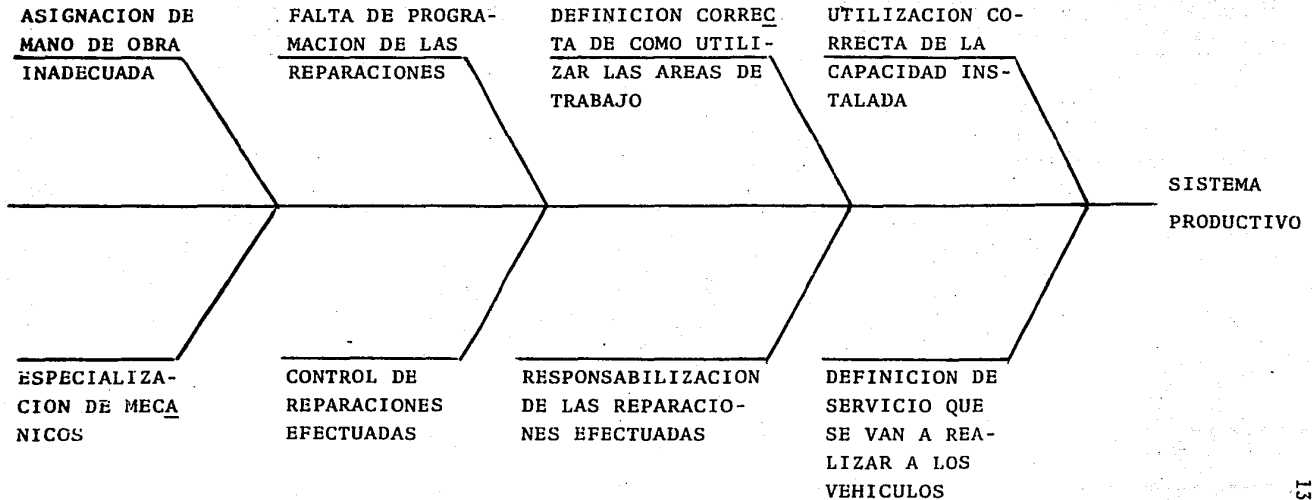 ASIGNACION DE
MANO DE OBRA
INADECUADA
FALTA DE PROGRA-
MACION DE LAS
REPARACIONES
DEFINICION CORREC
TA DE COMO UTILI-
ZAR LAS AREAS DE
TRABAJO
UTILIZACION CO-
RRECTA DE LA
CAPACIDAD INS-
TALADA
SISTEMA
PRODUCTIVO
ESPECIALIZA-
CION DE MECA
NICOS
CONTROL DE
REPARACIONES
EFECTUADAS
RESPONSABILIZACION
DE LAS REPARACIO-
NES EFECTUADAS
DEFINICION DE
SERVICIO QUE
SE VAN A REA-
LIZAR A LOS
VEHICULOS
13